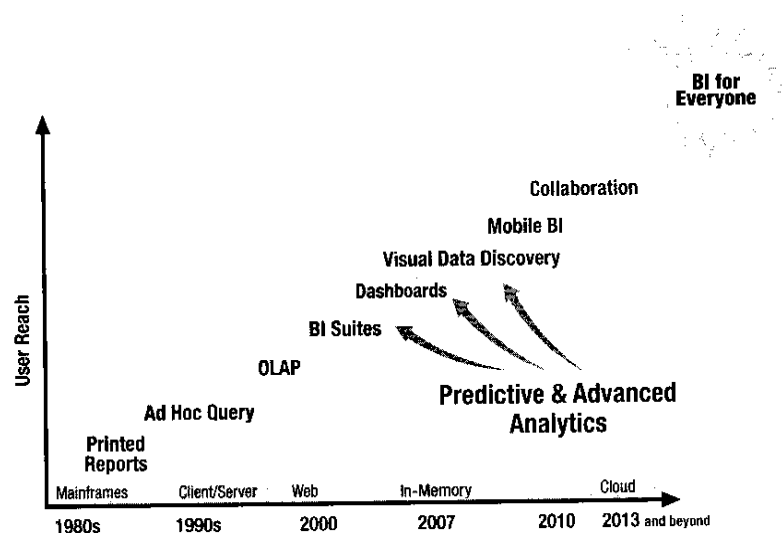 BI for
Everyone
Collaboration
Mobile BI
Visual Data Discovery
Dashboards
BI Suites
OLAP
Predictive & Advanced
Analytics
Ad Hoc Query
Printed
Reports
User Reach
Mainframes Client/Server Web In-Memory Cloud
1980s 1990s 2000 2007 2010 2013 and beyond